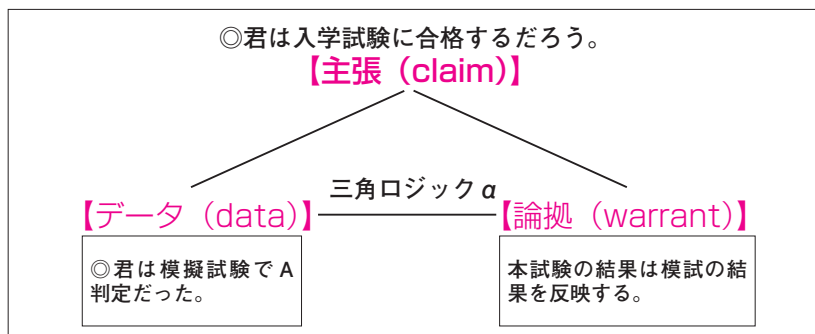 ◎君は入学試験に合格するだろう。
【主張（claim）】
三角ロジックα
【データ（data）】
【論拠（warrant）】
◎君は模擬試験でA
判定だった。
本試験の結果は模試の結
果を反映する。